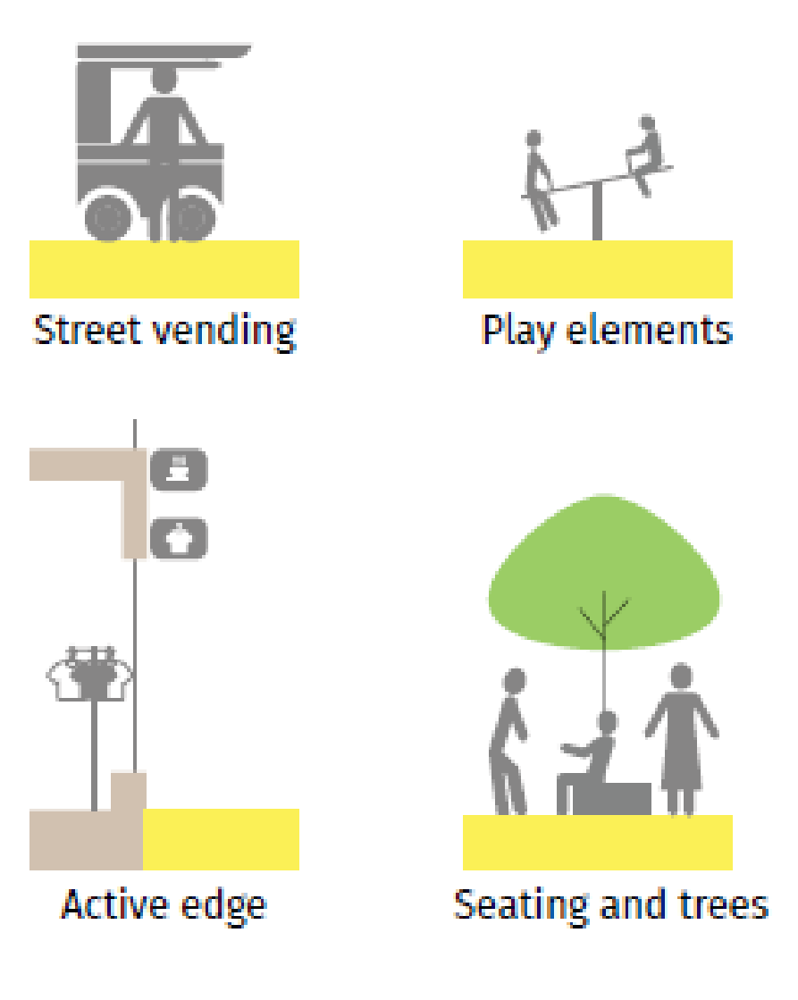 Street vending
Play elements
Active edge
Seating and trees